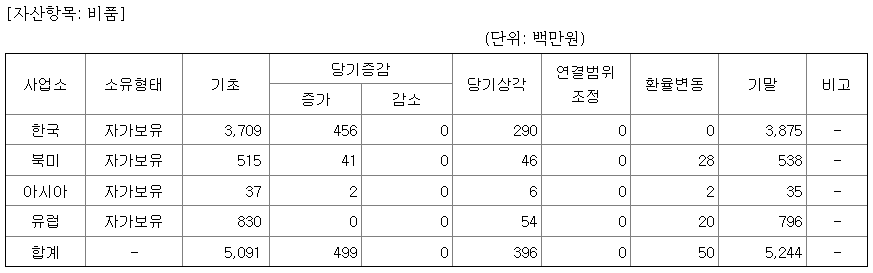 [자산항목: 비품]
(단위: 백만원)
사업소 소유형태 기초 당기증감 당기상각 연결범위 조정 환율변동 기말 비고
증가 감소
한국 자가보유 3,709 456 0 290 0 0 3,875 -
북미 자가보유 515 41 0 46 0 28 538 -
아시아 자가보유 37 2 0 6 0 2 35 -
유럽 자가보유 830 0 0 54 0 20 796 -
합계 - 5,091 499 0 396 0 50 5,244 -